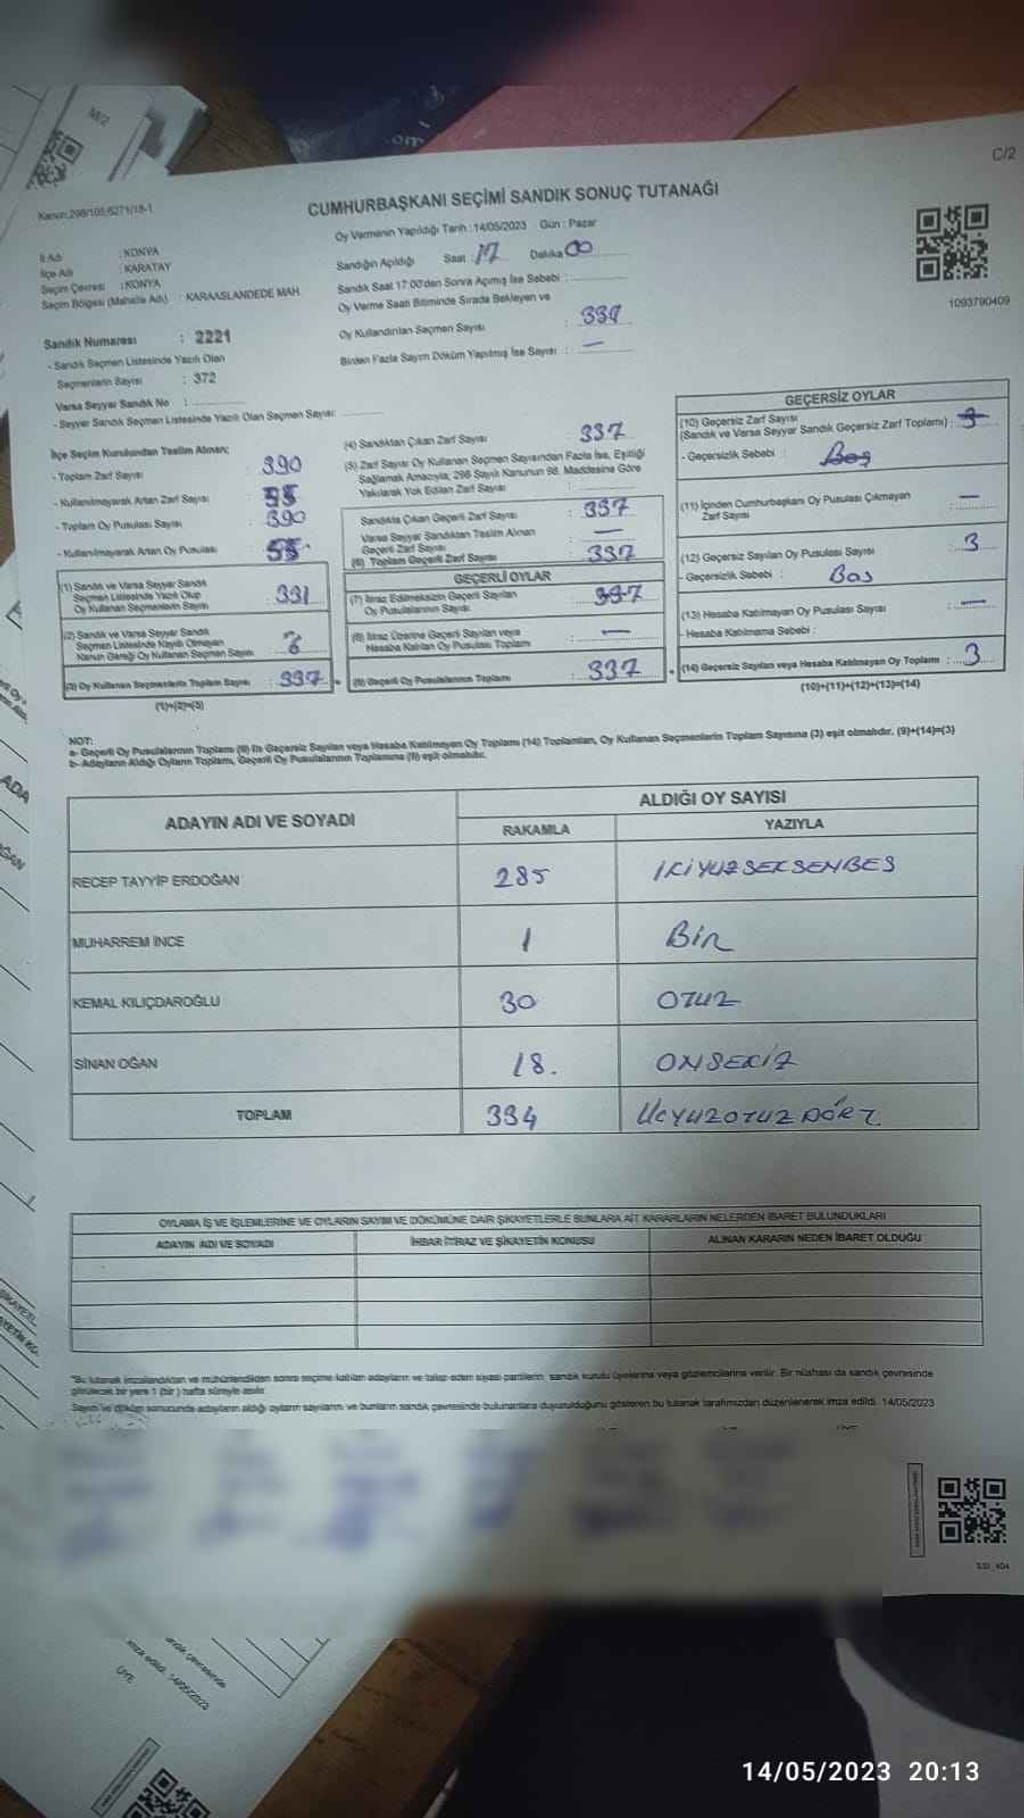 M/2
om
C/2
Kanun:298/105,6271/18-1
CUMHURBAŞKANI SEÇİMİ SANDIK SONUÇ TUTANAĞI
İl Adı : KONYA
İlçe Adı : KARATAY
Seçim Çevresi : KONYA
Seçim Bölgesi (Mahalle Adı) : KARAASLANDEDE MAH.
Sandık Numarası : 2221
- Sandık Seçmen Listesinde Yazılı Olan
Seçmenlerin Sayısı : 372
Varsa Seyyar Sandık No :
- Seyyar Sandık Seçmen Listesinde Yazılı Olan Seçmen Sayısı:
Oy Vermenin Yapıldığı Tarih : 14/05/2023 Gün : Pazar
Sandığın Açıldığı Saat : 17 Dakika 00
Sandık Saat 17:00'den Sonra Açımış İse Sebebi :
Oy Verme Saati Bitiminde Sırada Bekleyen ve
Oy Kullandırılan Seçmen Sayısı : 337
Birden Fazla Sayım Döküm Yapılmış İse Sayısı : —
1093790409
İlçe Seçim Kurulundan Teslim Alınan;
- Toplam Zarf Sayısı : 390
- Kullanılmayarak Artan Zarf Sayısı : 55
- Toplam Oy Pusulası Sayısı : 390
- Kullanılmayarak Artan Oy Pusulası : 55
(1) Sandık ve Varsa Seyyar Sandık
Seçmen Listesinde Yazılı Olup
Oy Kullanan Seçmenlerin Sayısı : 331
(2) Sandık ve Varsa Seyyar Sandık
Seçmen Listesinde Kayıtlı Olmayan
Kanun Gereği Oy Kullanan Seçmen Sayısı :
(3) Oy Kullanan Seçmenlerin Toplam Sayısı : 337
(1)+(2)=(3)
(4) Sandıktan Çıkan Zarf Sayısı : 337
(5) Zarf Sayısı Oy Kullanan Seçmen Sayısından Fazla İse, Eşitliği
Sağlamak Amacıyla, 298 Sayılı Kanunun 98. Maddesine Göre
Yakılarak Yok Edilen Zarf Sayısı
Sandıkta Çıkan Geçerli Zarf Sayısı : 337
Varsa Seyyar Sandıktan Teslim Alınan
Geçerli Zarf Sayısı : —
(6) Toplam Geçerli Zarf Sayısı : 337
GEÇERLİ OYLAR
(7) İtiraz Edilmeksizin Geçerli Sayılan
Oy Pusulalarının Sayısı : 337
(8) İtiraz Üzerine Geçerli Sayılan veya
Hesaba Katılan Oy Pusulası Toplamı : —
(9) Geçerli Oy Pusulalarının Toplamı : 337
GEÇERSİZ OYLAR
(10) Geçersiz Zarf Sayısı
(Sandık ve Varsa Seyyar Sandık Geçersiz Zarf Toplamı) : 3
- Geçersizlik Sebebi : Boş
(11) İçinden Cumhurbaşkanı Oy Pusulası Çıkmayan
Zarf Sayısı : —
(12) Geçersiz Sayılan Oy Pusulası Sayısı : 3
- Geçersizlik Sebebi : Bos
(13) Hesaba Katılmayan Oy Pusulası Sayısı : —
- Hesaba Katılmama Sebebi :
(14) Geçersiz Sayılan veya Hesaba Katılmayan Oy Toplamı : 3
(10)+(11)+(12)+(13)=(14)
NOT:
a- Geçerli Oy Pusulalarının Toplamı (9) ile Geçersiz Sayılan veya Hesaba Katılmayan Oy Toplamı (14) Toplamları, Oy Kullanan Seçmenlerin Toplam Sayısına (3) eşit olmalıdır. (9)+(14)=(3)
b- Adayların Aldığı Oyların Toplamı, Geçerli Oy Pusulalarının Toplamına (9) eşit olmalıdır.
ADAYIN ADI VE SOYADI ALDIĞI OY SAYISI
RAKAMLA YAZIYLA
RECEP TAYYİP ERDOĞAN 285 İKİYUZSEKSENBES
MUHARREM İNCE 1 BİR
KEMAL KILIÇDAROĞLU 30 OTUZ
SİNAN OĞAN 18. ONSEKİZ
TOPLAM 334 UCYUZOTUZDÖRT
OYLAMA İŞ VE İŞLEMLERİNE VE OYLARIN SAYIM VE DÖKÜMÜNE DAİR ŞİKAYETLERLE BUNLARA AİT KARARLARIN NELERDEN İBARET BULUNDUKLARI
ADAYIN ADI VE SOYADI İHBAR İTİRAZ VE ŞİKAYETİN KONUSU ALINAN KARARIN NEDEN İBARET OLDUĞU
*Bu tutanak imzalandıktan ve mühürlendikten sonra seçime katılan adayların ve talep eden siyasi partilerin, sandık kurulu üyelerine veya gözlemcilerine verilir. Bir nüshası da sandık çevresinde
görülecek bir yere 1 (bir) hafta süreyle asılır.
Sayım ve döküm sonucunda adayların aldığı oyların sayılarını ve bunların sandık çevresinde bulunanlara duyurulduğunu gösteren bu tutanak tarafımızdan düzenlenerek imza edildi. 14/05/2023
imza edildi. 14/05/2023
ÜYE
14/05/2023 20:13